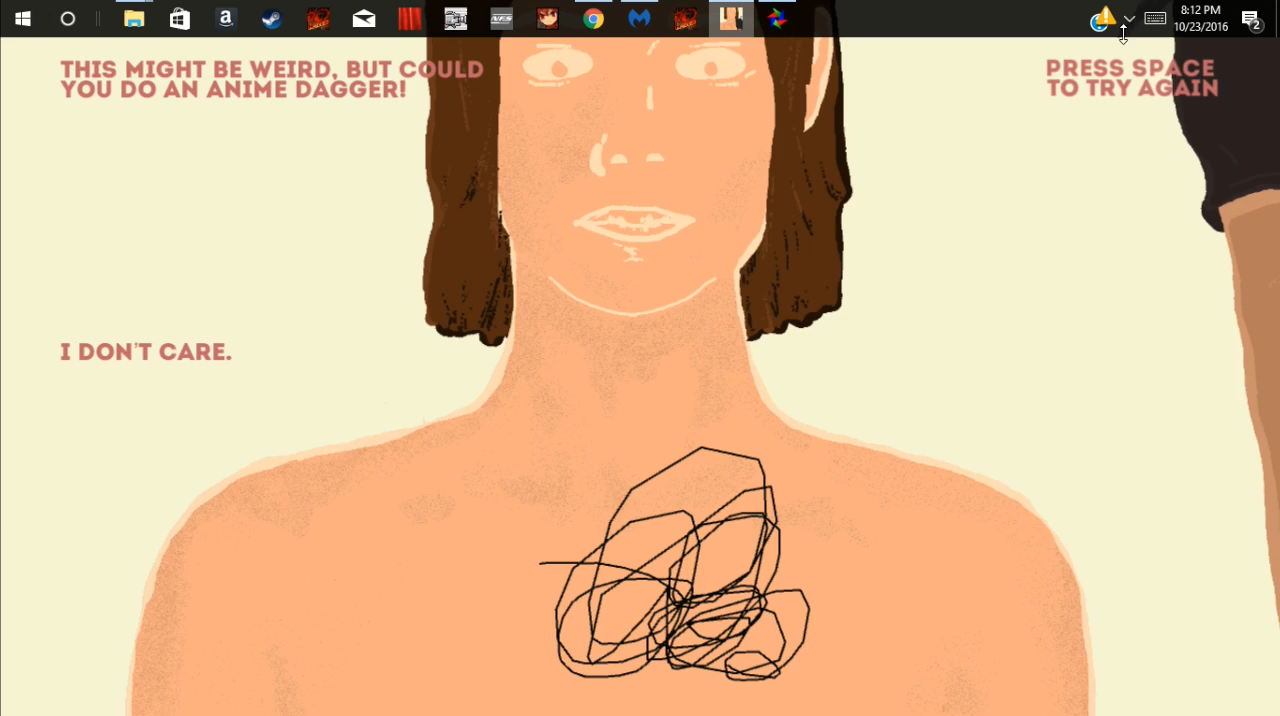 8:12 PM
10/23/2016
2
NFS
THIS MIGHT BE WEIRD, BUT COULD
YOU DO AN ANIME DAGGER!
PRESS SPACE
TO TRY AGAIN
I DON'T CARE.